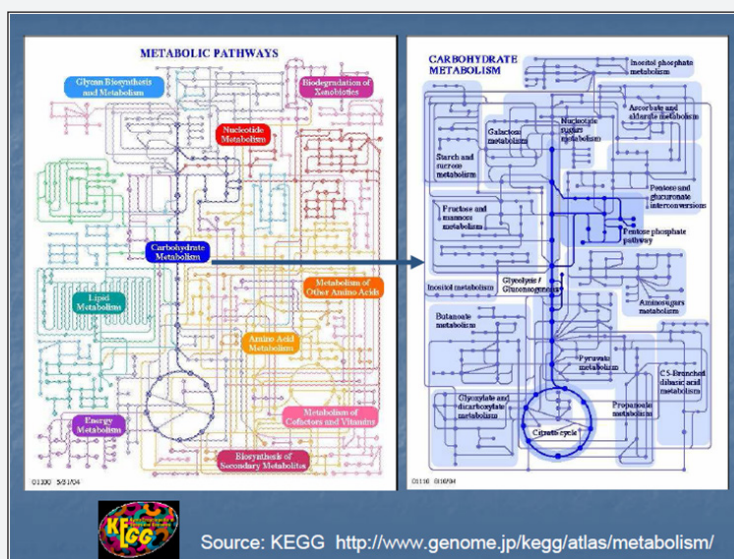 METABOLIC PATHWAYS
Glycan Biosynthesis
and Metabolism
Biodegradation of
Xenobiotics
Nucleotide
Metabolism
Carbohydrate
Metabolism
Lipid
Metabolism
Metabolism of
Other Amino Acids
Amino Acid
Metabolism
Energy
Metabolism
Metabolism of
Cofactors and Vitamins
Biosynthesis of
Secondary Metabolites
01100 5/31/04
CARBOHYDRATE
METABOLISM
Inositol phosphate
metabolism
Ascorbate and
aldarate metabolism
Nucleotide
sugars
metabolism
Galactose
metabolism
Starch and
sucrose
metabolism
Pentose and
glucuronate
interconversions
Fructose and
mannose
metabolism
Pentose phosphate
pathway
Inositol metabolism
Glycolysis /
Gluconeogenesis
Aminosugars
metabolism
Butanoate
metabolism
Pyruvate
metabolism
C5-Branched
dibasic acid
metabolism
Glyoxylate and
dicarboxylate
metabolism
Propanoate
metabolism
Citrate cycle
KEGG
Source: KEGG http://www.genome.jp/kegg/atlas/metabolism/